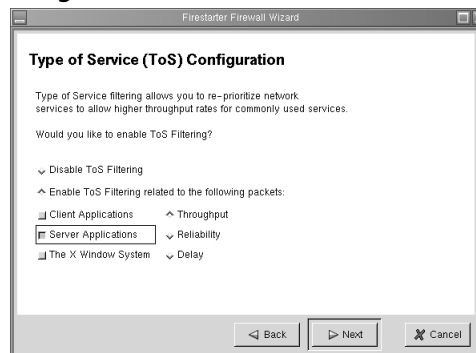 Firestarter Firewall Wizard
Type of Service (ToS) Configuration
Type of Service filtering allows you to re-prioritize network
services to allow higher throughput rates for commonly used services.
Would you like to enable ToS Filtering?
Disable ToS Filtering
Enable ToS Filtering related to the following packets:
Client Applications Throughput
Server Applications Reliability
The X Window System Delay
Back Next Cancel